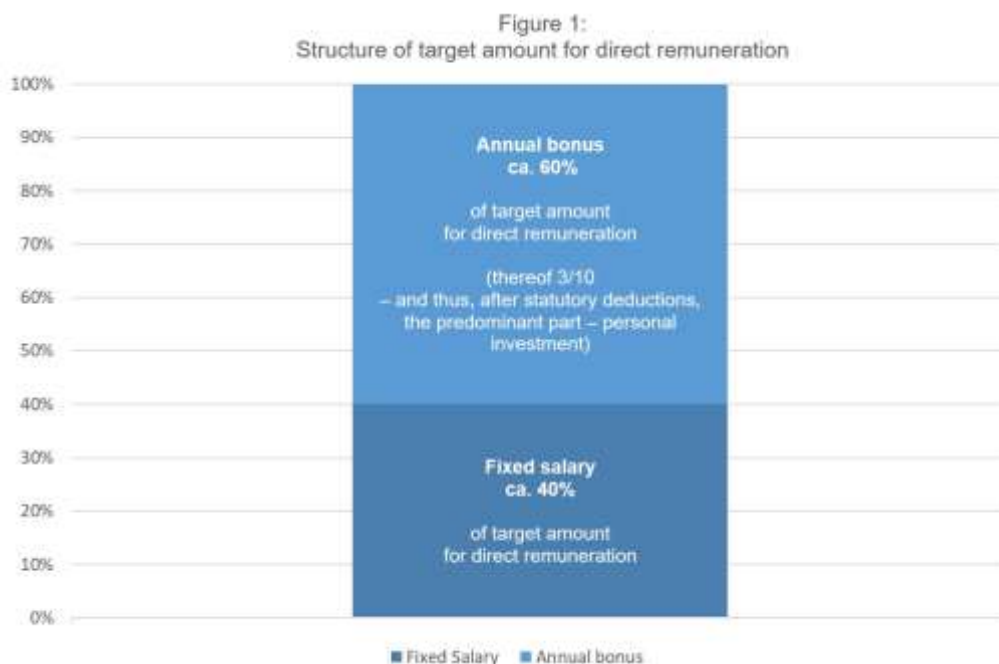 Figure 1:
Structure of target amount for direct remuneration
100%
90%
80%
70%
60%
50%
40%
30%
20%
10%
0%
Annual bonus
ca. 60%
of target amount
for direct remuneration
(thereof 3/10
– and thus, after statutory deductions,
the predominant part – personal
investment)
Fixed salary
ca. 40%
of target amount
for direct remuneration
Fixed Salary Annual bonus